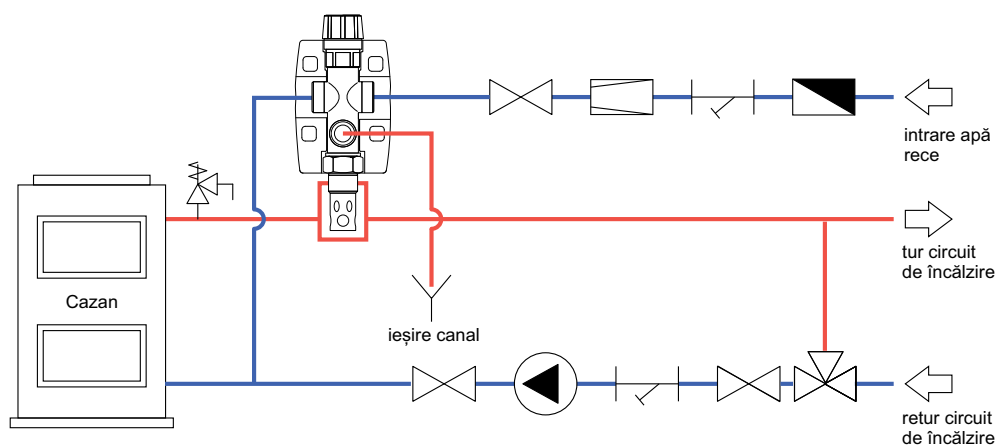 intrare apă
rece
tur circuit
de încălzire
Cazan
ieșire canal
retur circuit
de încălzire